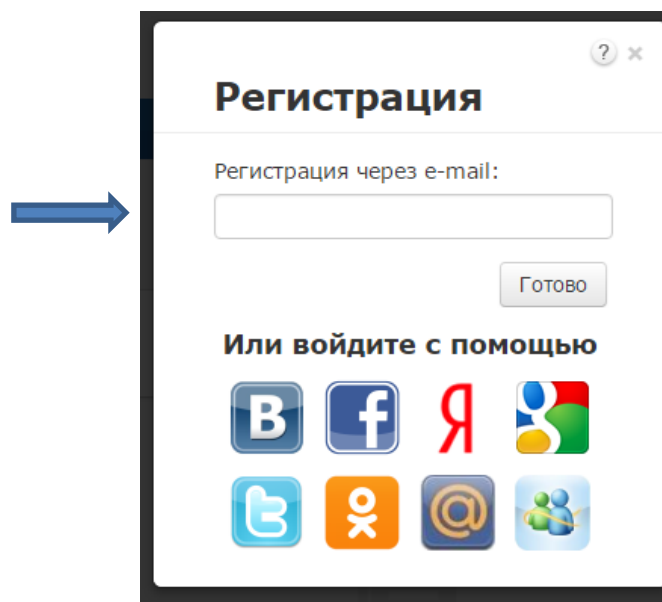 ?
Регистрация
Регистрация через e-mail:
Готово
Или войдите с помощью